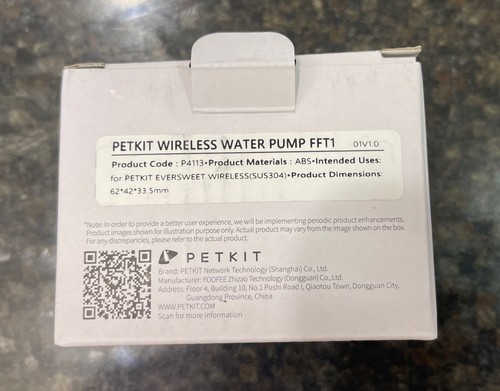 PETKIT WIRELESS WATER PUMP FFT1 01V1.0
Product Code : P4113•Product Materials : ABS•Intended Uses:
for PETKIT EVERSWEET WIRELESS(SUS304)•Product Dimensions:
62*42*33.5mm
*Note: In order to provide a better user experience, we will be implementing periodic product enhancements.
Product images shown for illustration purpose only. Actual product may vary from the image shown on the box.
For any discrepancies, please refer to the actual product.
PETKIT
Brand: PETKIT Network Technology (Shanghai) Co., Ltd.
Manufacturer: FOOFEE Zhizao Technology (Dongguan) Co., Ltd.
Address: Floor 4, Building 10, No.1 Pushi Road I, Qiaotou Town, Dongguan City,
Guangdong Province, China
WWW.PETKIT.COM
Scan for more information